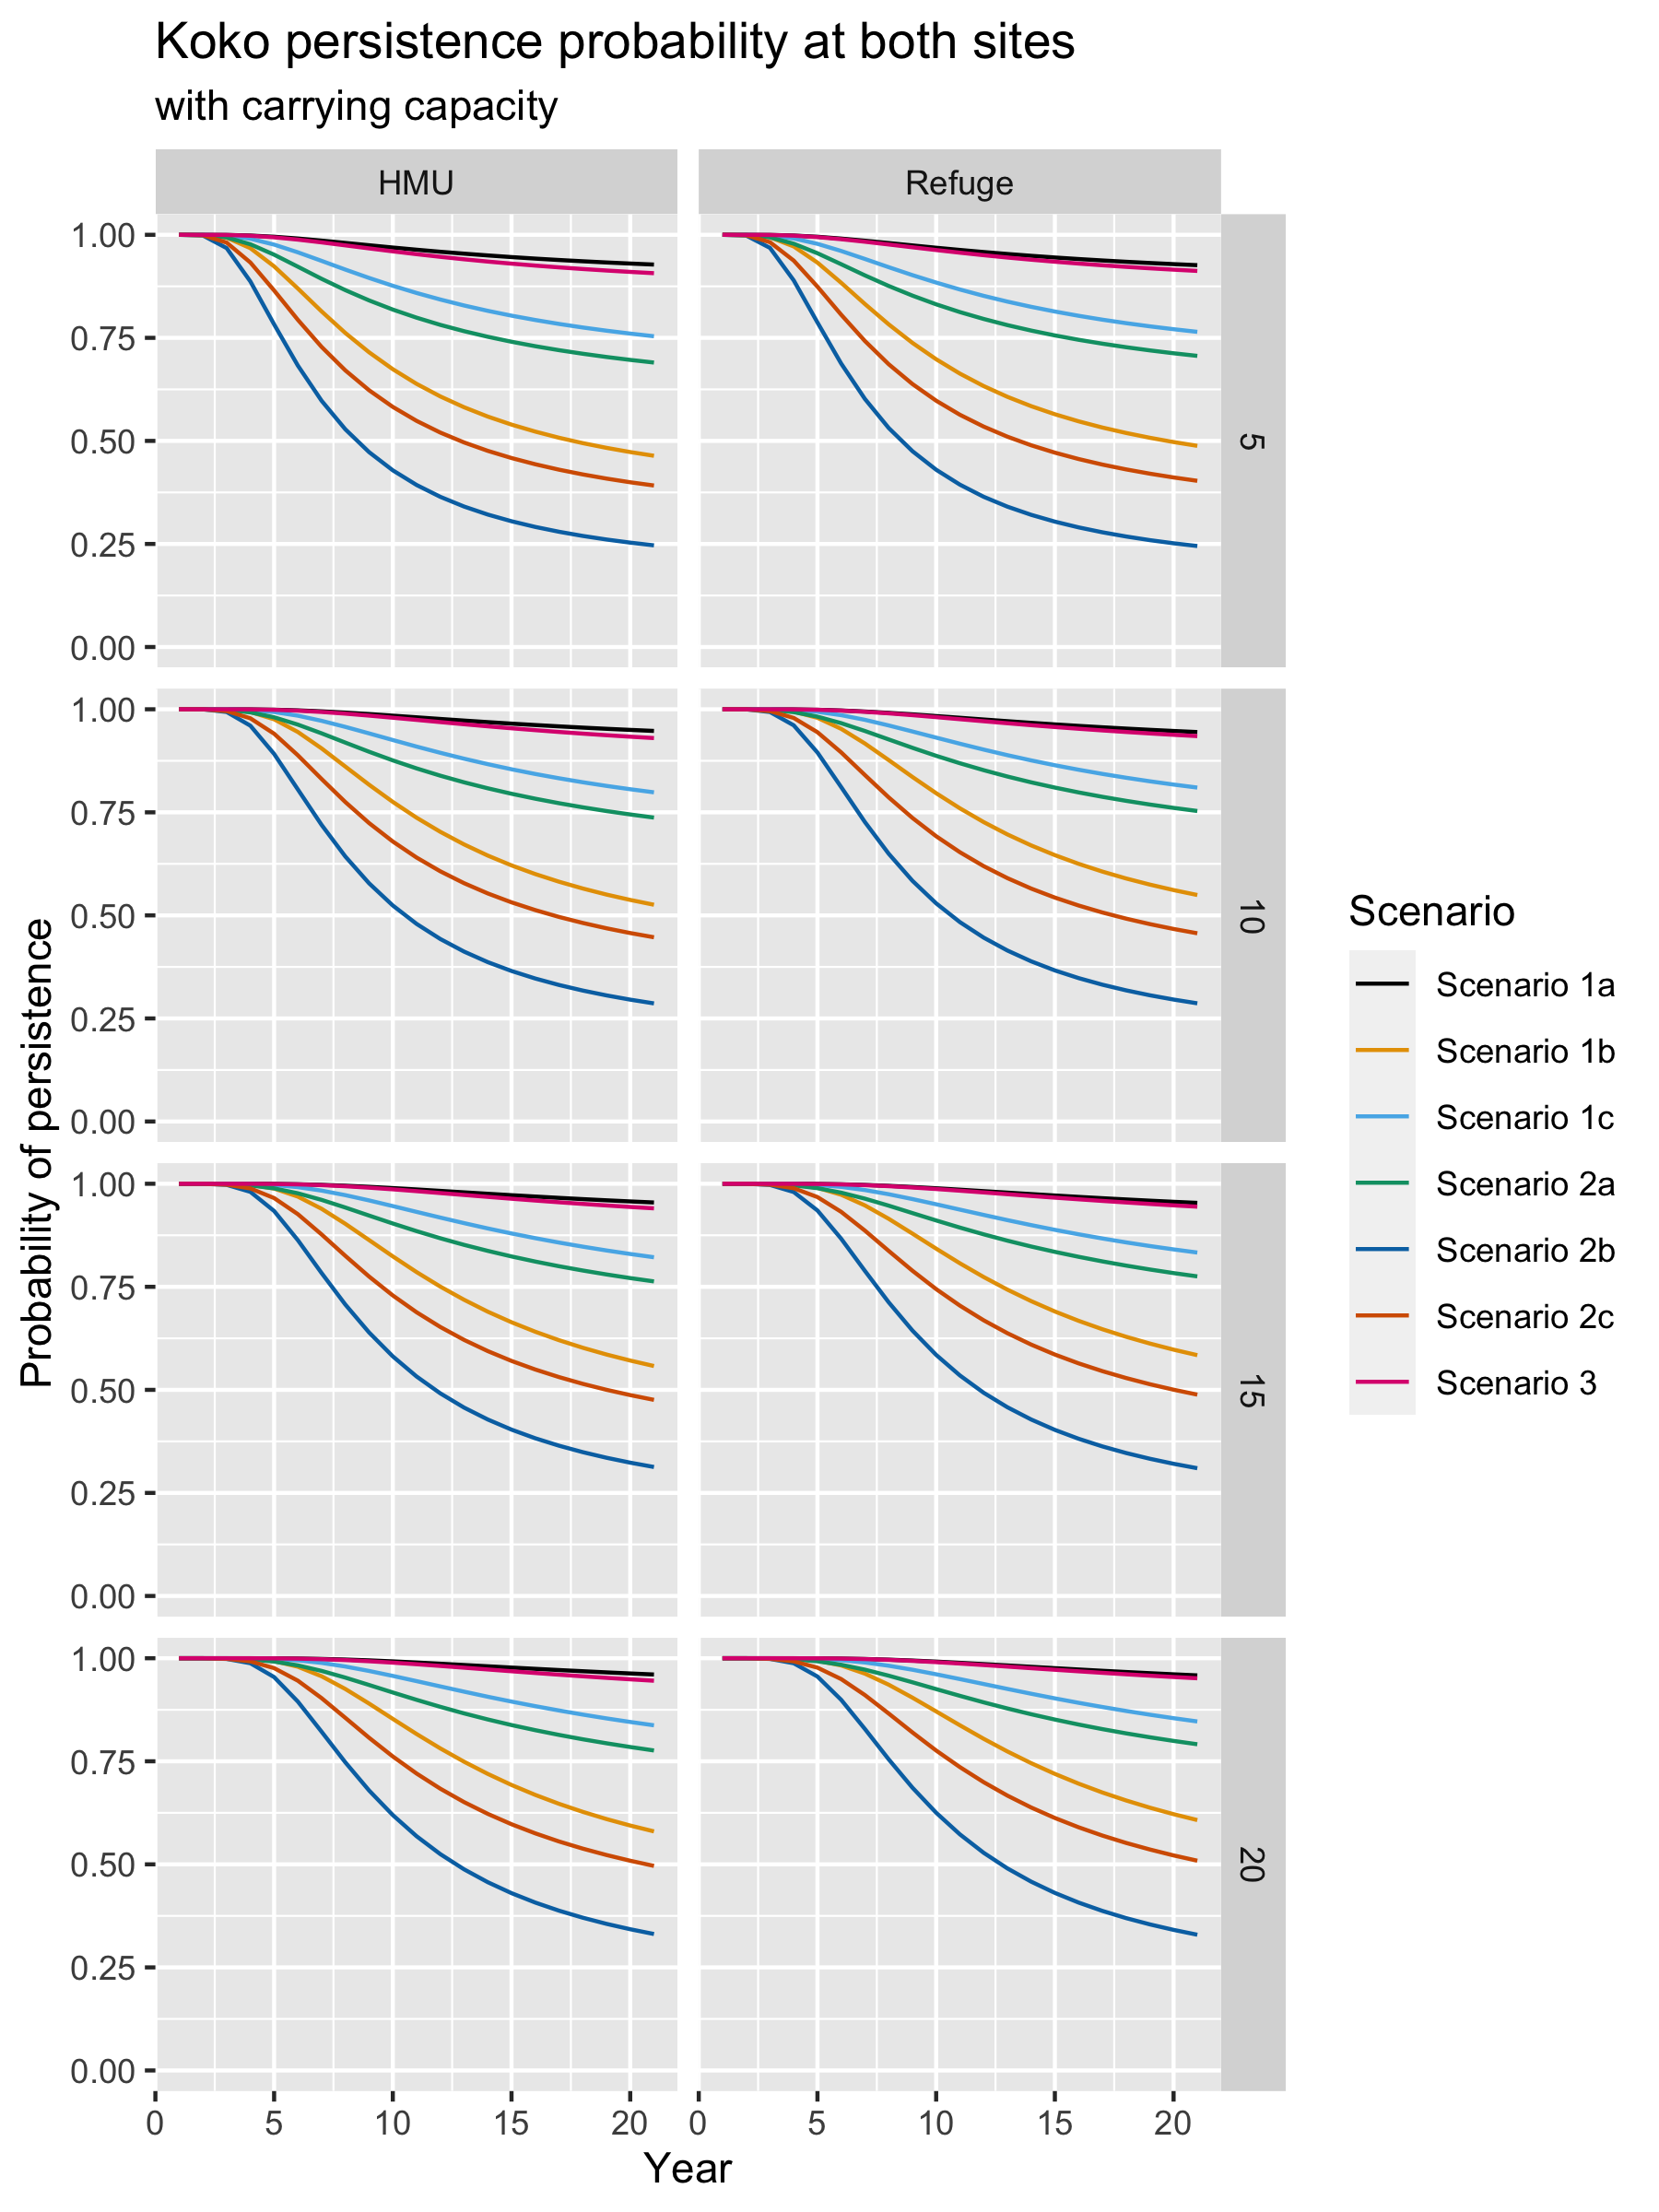 Koko persistence probability at both sites
with carrying capacity
HMU
Refuge
1.00
0.75
0.50
0.25
0.00
5
1.00
0.75
0.50
0.25
0.00
10
1.00
0.75
0.50
0.25
0.00
15
1.00
0.75
0.50
0.25
0.00
20
0 5 10 15 20
0 5 10 15 20
Year
Probability of persistence
Scenario
Scenario 1a
Scenario 1b
Scenario 1c
Scenario 2a
Scenario 2b
Scenario 2c
Scenario 3